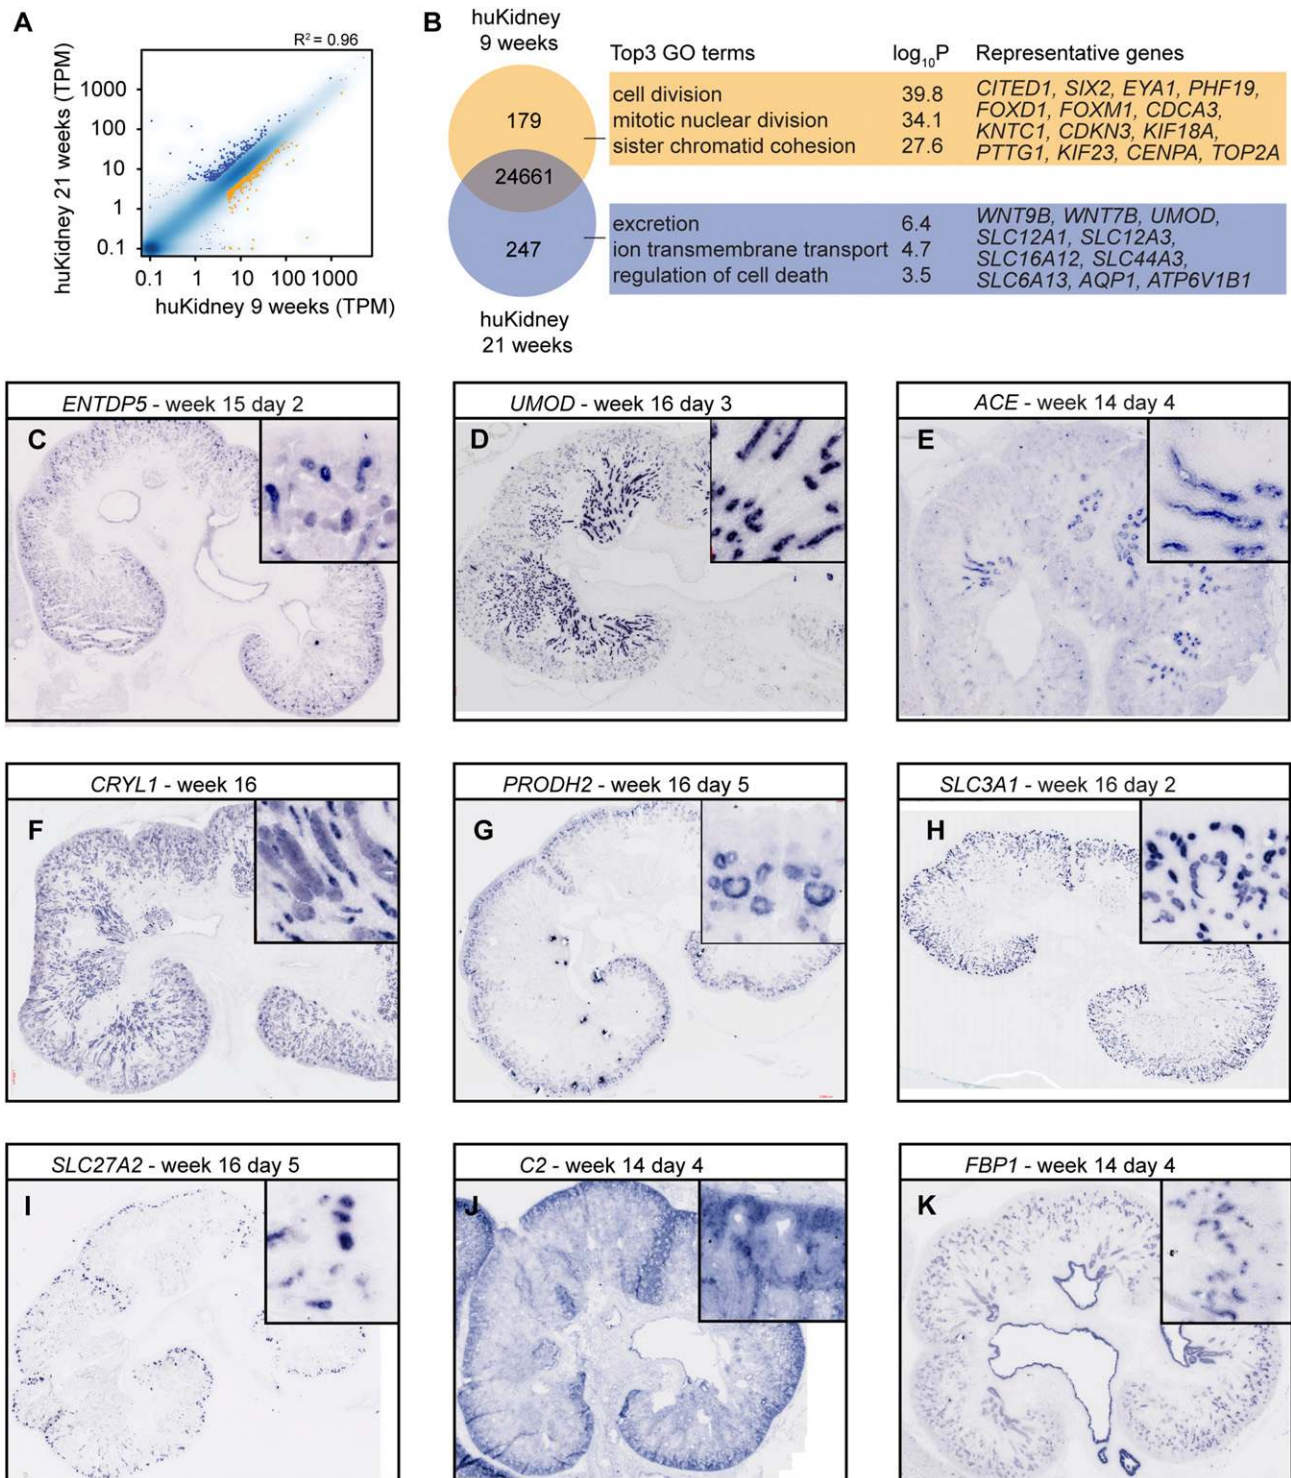 A
R² = 0.96
huKidney 21 weeks (TPM)
1000
100
10
1
0.1
0.1 1 10 100 1000
huKidney 9 weeks (TPM)
B
huKidney
9 weeks
179
24661
247
huKidney
21 weeks
Top3 GO terms log₁₀P Representative genes
cell division 39.8 CITED1, SIX2, EYA1, PHF19,
mitotic nuclear division 34.1 FOXD1, FOXM1, CDCA3,
sister chromatid cohesion 27.6 KNTC1, CDKN3, KIF18A,
PTTG1, KIF23, CENPA, TOP2A
excretion 6.4 WNT9B, WNT7B, UMOD,
ion transmembrane transport 4.7 SLC12A1, SLC12A3,
regulation of cell death 3.5 SLC16A12, SLC44A3,
SLC6A13, AQP1, ATP6V1B1
ENTDP5 - week 15 day 2
C
UMOD - week 16 day 3
D
ACE - week 14 day 4
E
CRYL1 - week 16
F
PRODH2 - week 16 day 5
G
SLC3A1 - week 16 day 2
H
SLC27A2 - week 16 day 5
I
C2 - week 14 day 4
J
FBP1 - week 14 day 4
K